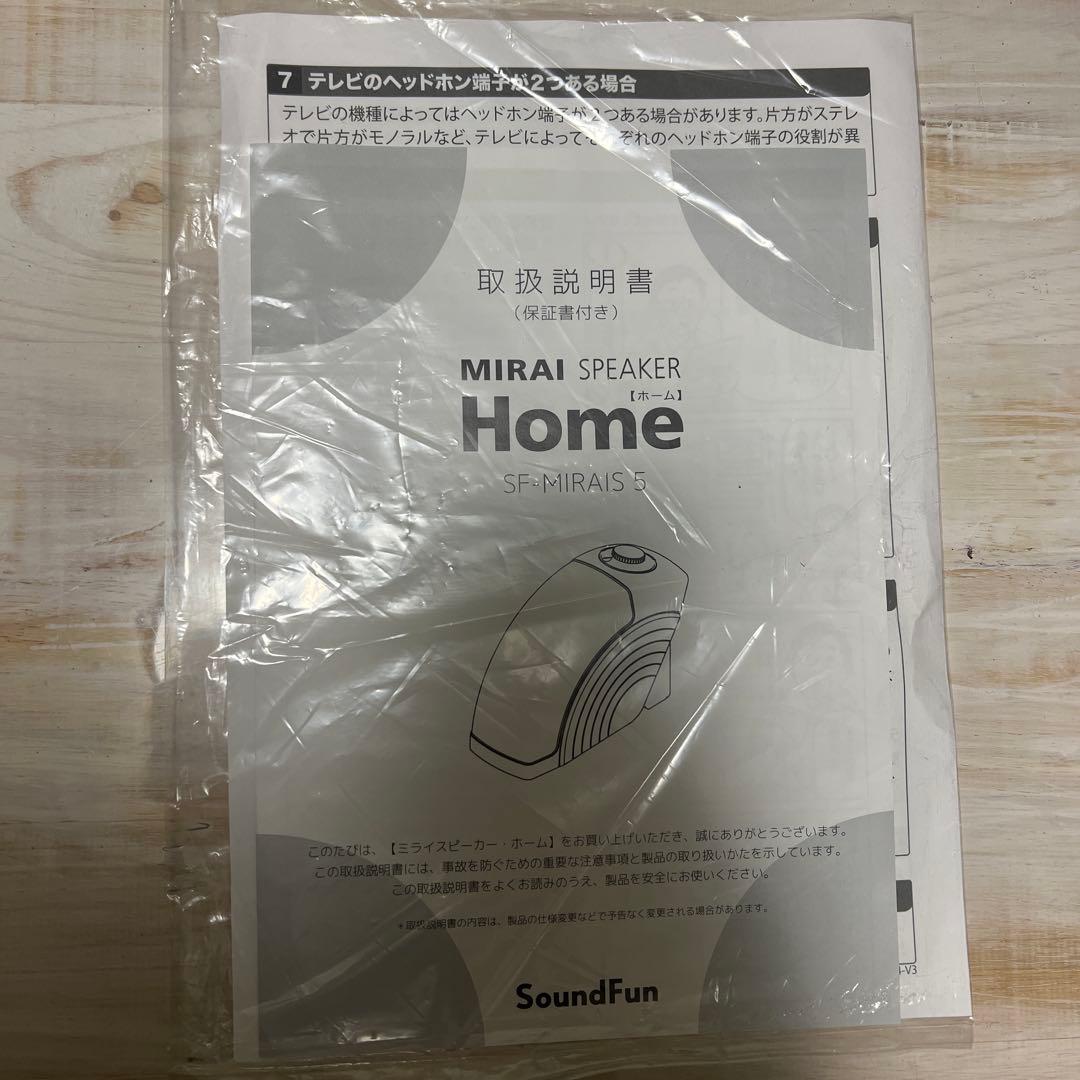 7 テレビのヘッドホン端子が2つある場合
テレビの機種によってはヘッドホン端子が2つある場合があります。片方がステレ
オで片方がモノラルなど、テレビによってそれぞれのヘッドホン端子の役割が異
取扱説明書
（保証書付き）
MIRAI SPEAKER
【ホーム】
Home
SF-MIRAIS 5
このたびは、【ミライスピーカー・ホーム】をお買い上げいただき、誠にありがとうございます。
この取扱説明書には、事故を防ぐための重要な注意事項と製品の取り扱いかたを示しています。
この取扱説明書をよくお読みのうえ、製品を安全にお使いください。
＊取扱説明書の内容は、製品の仕様変更などで予告なく変更される場合があります。
-V3
SoundFun